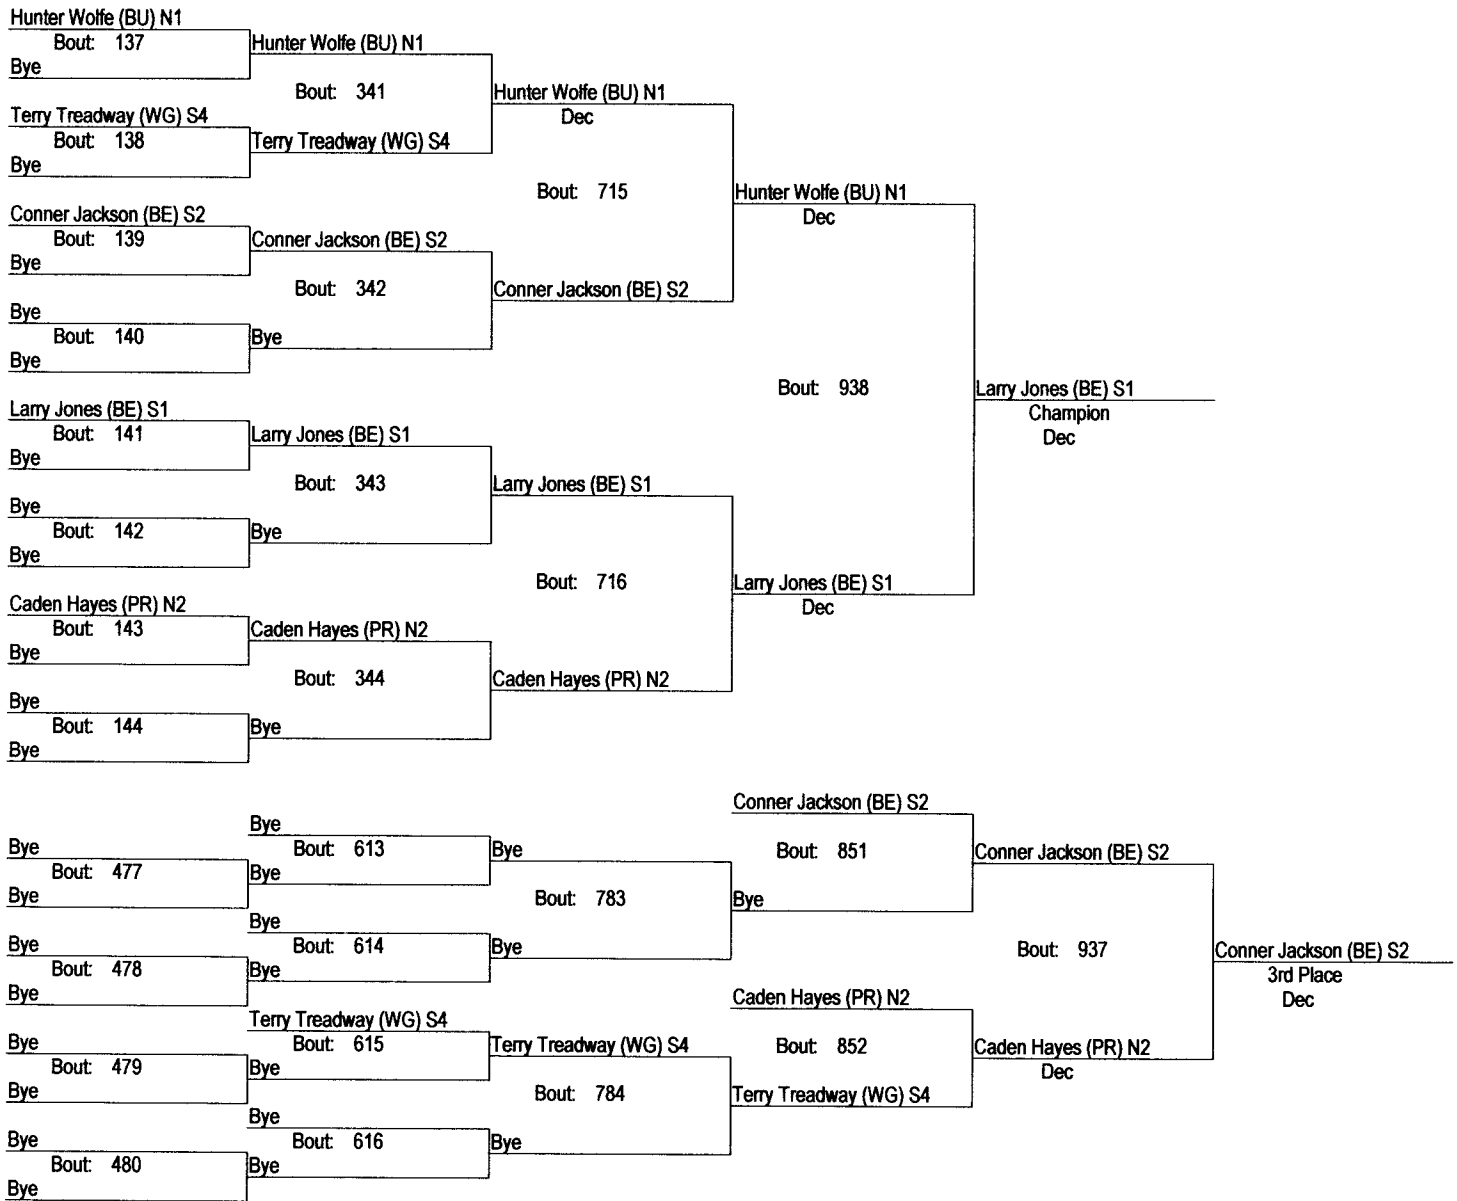 Hunter Wolfe (BU) N1
Bout: 137
Bye
Hunter Wolfe (BU) N1
Bout: 341
Terry Treadway (WG) S4
Bout: 138
Bye
Terry Treadway (WG) S4
Hunter Wolfe (BU) N1
Dec
Bout: 715
Conner Jackson (BE) S2
Bout: 139
Bye
Conner Jackson (BE) S2
Bout: 342
Bye
Bout: 140
Bye
Bye
Conner Jackson (BE) S2
Hunter Wolfe (BU) N1
Dec
Bout: 938
Larry Jones (BE) S1
Champion
Dec
Larry Jones (BE) S1
Bout: 141
Bye
Larry Jones (BE) S1
Bout: 343
Bye
Bout: 142
Bye
Bye
Larry Jones (BE) S1
Bout: 716
Larry Jones (BE) S1
Dec
Caden Hayes (PR) N2
Bout: 143
Bye
Caden Hayes (PR) N2
Bout: 344
Bye
Bout: 144
Bye
Bye
Caden Hayes (PR) N2
Bye
Bout: 477
Bye
Bye
Bout: 613
Bye
Bye
Bout: 478
Bye
Bye
Bout: 614
Bye
Bye
Bout: 783
Bye
Conner Jackson (BE) S2
Bout: 851
Bye
Conner Jackson (BE) S2
Bout: 937
Conner Jackson (BE) S2
3rd Place
Dec
Bye
Bout: 479
Bye
Terry Treadway (WG) S4
Bout: 615
Bye
Bye
Bout: 480
Bye
Bye
Bout: 616
Bye
Terry Treadway (WG) S4
Bout: 784
Bye
Caden Hayes (PR) N2
Bout: 852
Terry Treadway (WG) S4
Caden Hayes (PR) N2
Dec